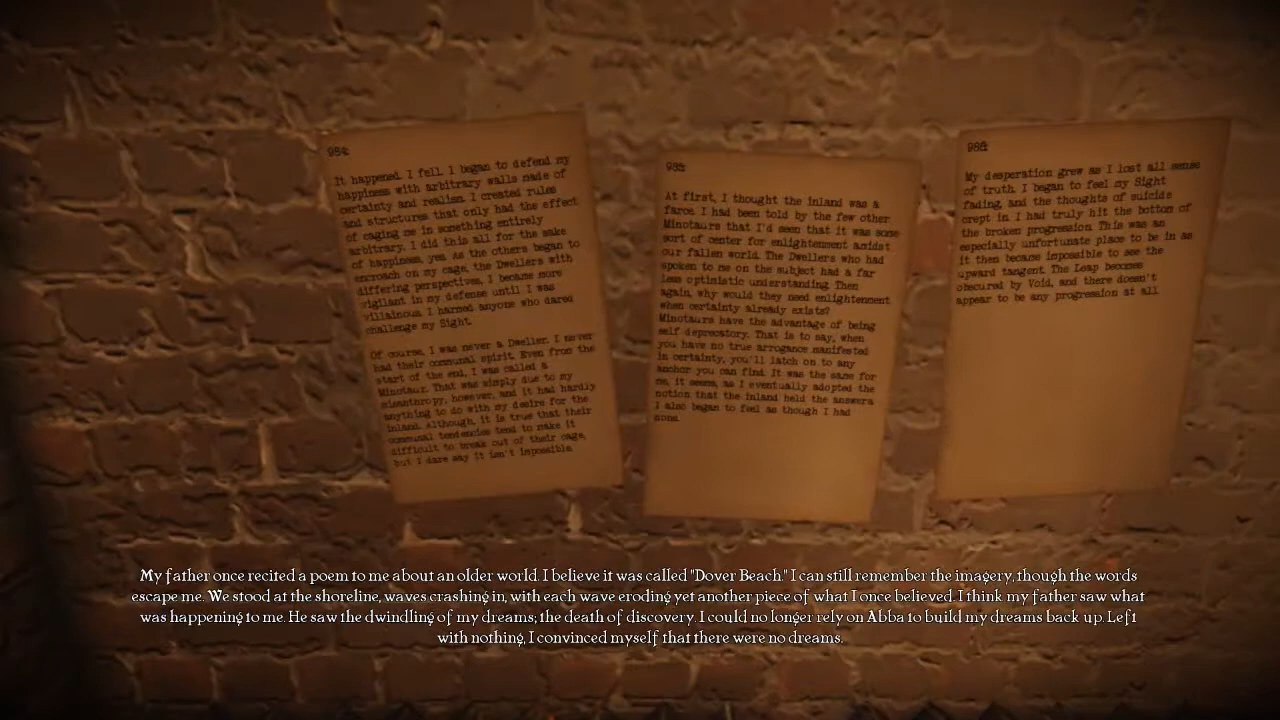 984:
It happened. I fell. I began to defend my
happiness with arbitrary walls made of
certainty and realism. I created rules
and structures that only had the effect
of caging me in something entirely
arbitrary. I did this all for the sake
of happiness, yes as the others began to
encroach on my cage, the Dwellers with
differing perspectives, I became more
vigilant in my defense until I was
villainous. I harmed anyone who dared
challenge my Sight.
Of course, I was never a Dweller. I never
had their communal spirit. Even from the
start of the end, I was called a
Minotaur. That was simply due to my
misanthropy, however, and it had hardly
anything to do with my desire for the
inland. Although, it is true that their
communal tendencies tend to make it
difficult to break out of their cage,
but I dare say it isn't impossible.
985:
At first, I thought the inland was a
farce. I had been told by the few other
Minotaurs that I'd seen that it was some
sort of center for enlightenment amidst
our fallen world. The Dwellers who had
spoken to me on the subject had a far
less optimistic understanding. Then
again, why would they need enlightenment
when certainty already exists?
Minotaurs have the advantage of being
self deprecatory. That is to say, when
you have no true arrogance manifested
in certainty, you'll latch on to any
anchor you can find. It was the same for
me, it seems, as I eventually adopted the
notion that the inland held the answers
I also began to feel as though I had
none.
986:
My desperation grew as I lost all sense
of truth. I began to feel my Sight
fading, and the thoughts of suicide
crept in. I had truly hit the bottom of
the broken progression. This was an
especially unfortunate place to be in as
it then became impossible to see the
upward tangent. The Leap becomes
obscured by Void, and there doesn't
appear to be any progression at all.
My father once recited a poem to me about an older world. I believe it was called "Dover Beach." I can still remember the imagery, though the words
escape me. We stood at the shoreline, waves crashing in, with each wave eroding yet another piece of what I once believed. I think my father saw what
was happening to me. He saw the dwindling of my dreams; the death of discovery. I could no longer rely on Abba to build my dreams back up. Left
with nothing, I convinced myself that there were no dreams.